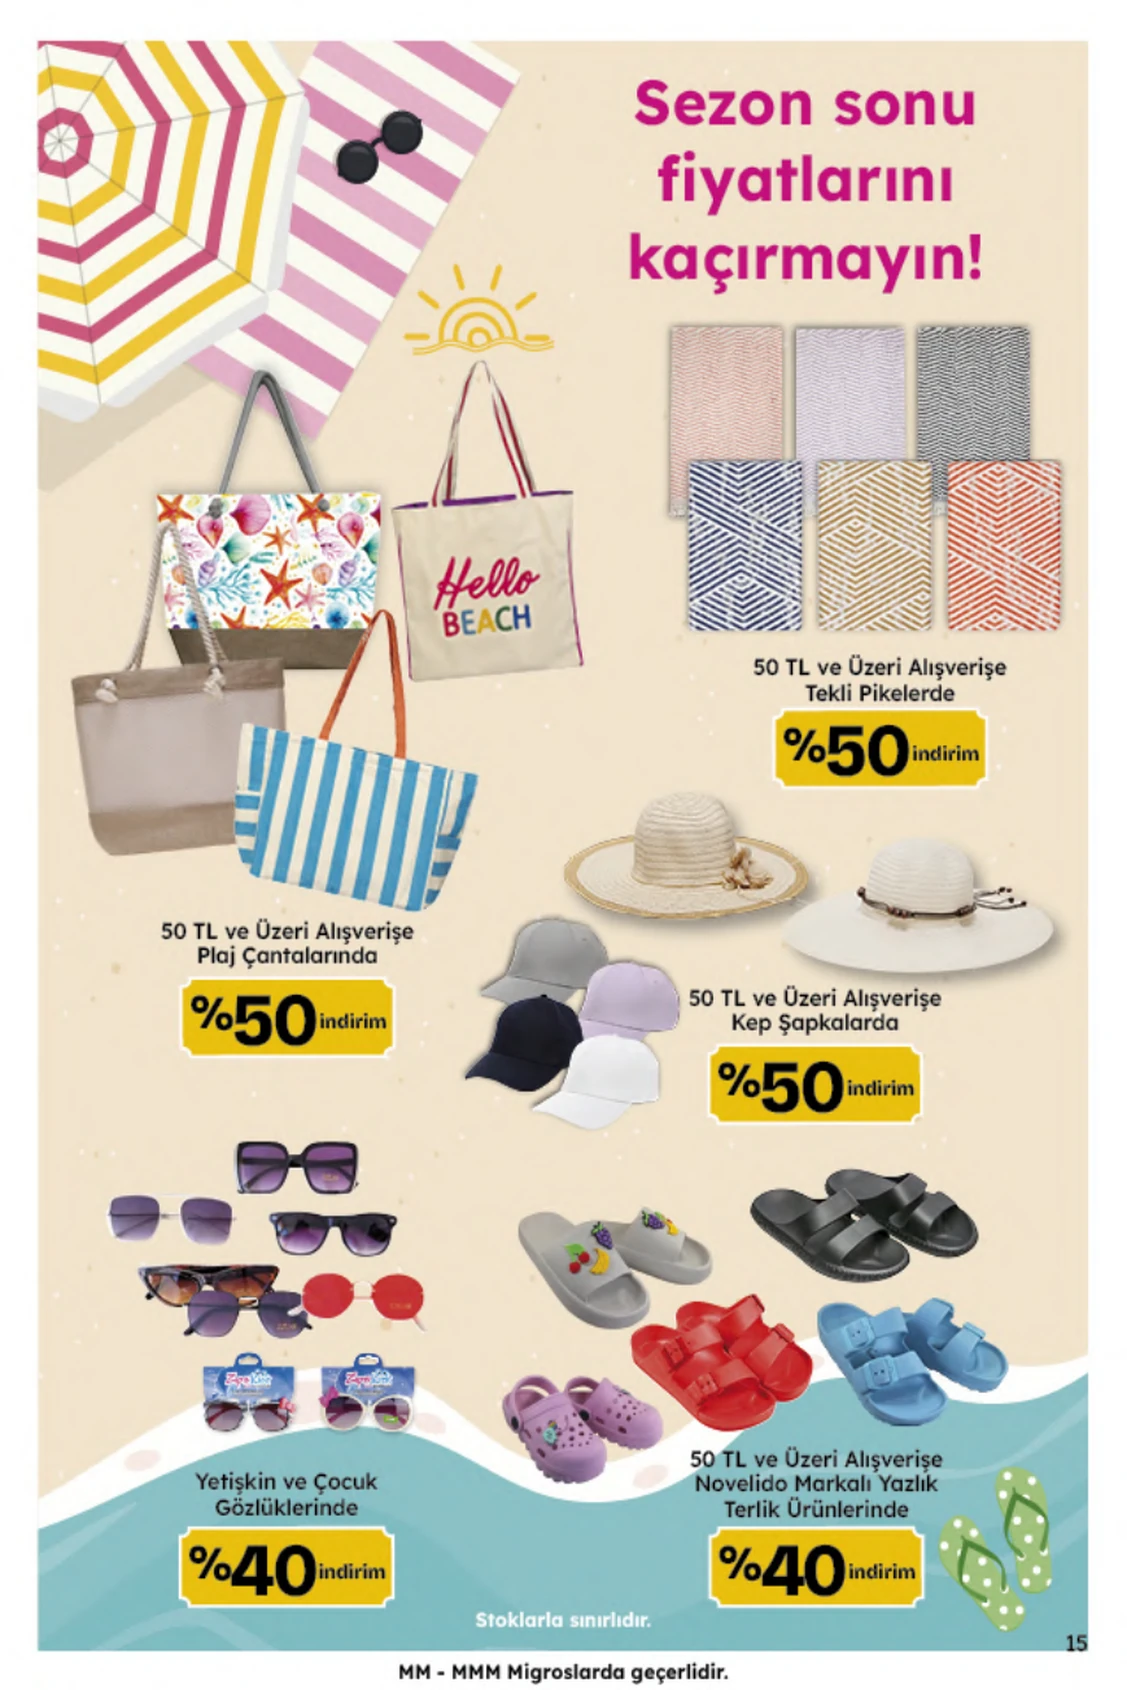 Sezon sonu
fiyatlarını
kaçırmayın!
Hello
BEACH
50 TL ve Üzeri Alışverişe
Tekli Pikelerde
%50 indirim
50 TL ve Üzeri Alışverişe
Plaj Çantalarında
%50 indirim
50 TL ve Üzeri Alışverişe
Kep Şapkalarda
%50 indirim
Yetişkin ve Çocuk
Gözlüklerinde
%40 indirim
50 TL ve Üzeri Alışverişe
Novelido Markalı Yazlık
Terlik Ürünlerinde
%40 indirim
Stoklarla sınırlıdır.
15
MM - MMM Migroslarda geçerlidir.